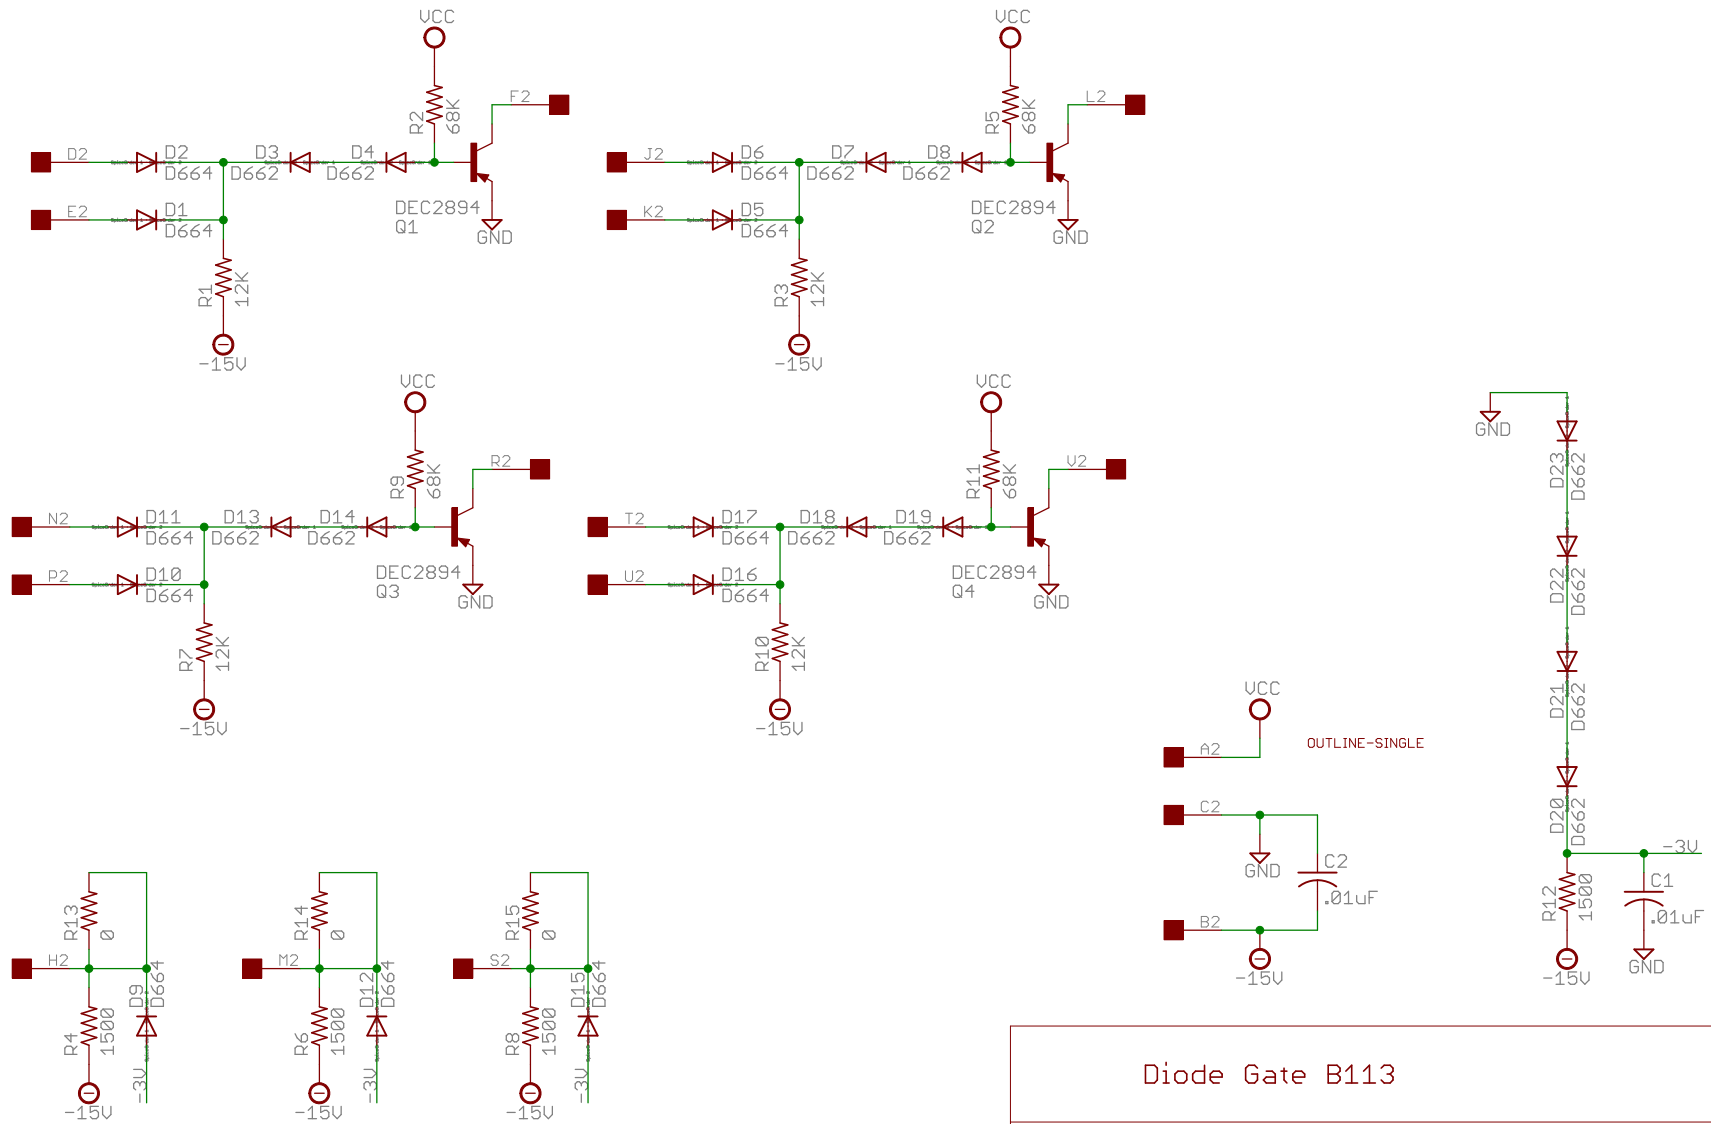 VCC
R2
68K
F2
D2
D2
D664
D3
D662
D4
D662
E2
D1
D664
DEC2894
Q1
GND
R1
12K
-15V
VCC
R5
68K
L2
J2
D6
D664
D7
D662
D8
D662
K2
D5
D664
DEC2894
Q2
GND
R3
12K
-15V
VCC
R9
68K
R2
N2
D11
D664
D13
D662
D14
D662
P2
D10
D664
DEC2894
Q3
GND
R7
12K
-15V
VCC
R11
68K
V2
T2
D17
D664
D18
D662
D19
D662
U2
D16
D664
DEC2894
Q4
GND
R10
12K
-15V
GND
D23
D662
D22
D662
D21
D662
D20
D662
-3V
R12
1500
-15V
C1
.01uF
GND
VCC
A2
OUTLINE-SINGLE
C2
GND
C2
.01uF
B2
-15V
R13
0
H2
D9
D664
R4
1500
-15V
-3V
R14
0
M2
D12
D664
R6
1500
-15V
-3V
R15
0
S2
D15
D664
R8
1500
-15V
-3V
Diode Gate B113